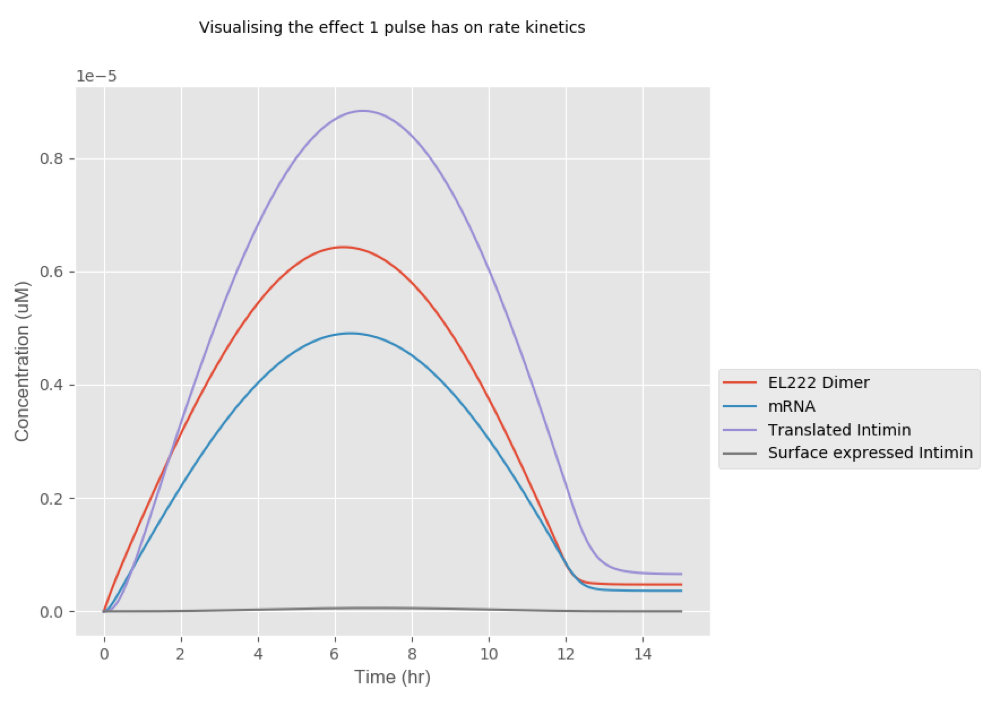 Visualising the effect 1 pulse has on rate kinetics
1e−5
0.8
0.6
0.4
0.2
0.0
Concentration (uM)
0 2 4 6 8 10 12 14
Time (hr)
EL222 Dimer
mRNA
Translated Intimin
Surface expressed Intimin